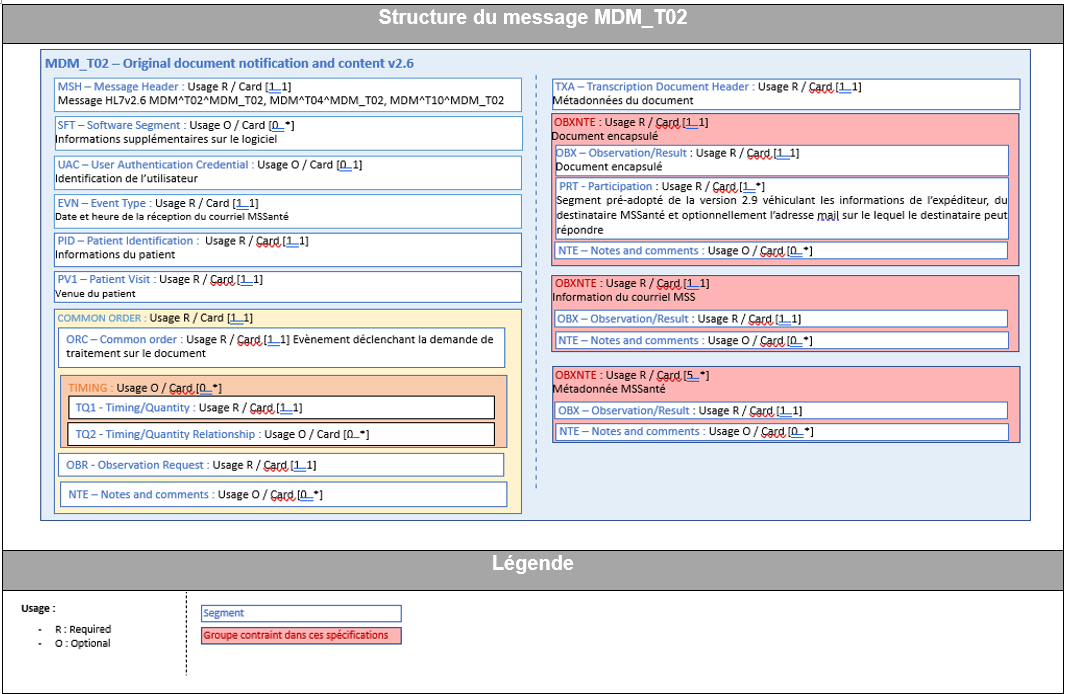 Structure du message MDM_T02
MDM_T02 – Original document notification and content v2.6
MSH – Message Header : Usage R / Card [1..1]
Message HL7v2.6 MDM^T02^MDM_T02, MDM^T04^MDM_T02, MDM^T10^MDM_T02
SFT – Software Segment : Usage O / Card [0..*]
Informations supplémentaires sur le logiciel
UAC – User Authentication Credential : Usage O / Card [0..1]
Identification de l’utilisateur
EVN – Event Type : Usage R / Card [1..1]
Date et heure de la réception du courriel MSSanté
PID – Patient Identification : Usage R / Card [1..1]
Informations du patient
PV1 – Patient Visit : Usage R / Card [1..1]
Venue du patient
COMMON ORDER : Usage R / Card [1..1]
ORC – Common order : Usage R / Card [1..1] Evènement déclenchant la demande de
traitement sur le document
TIMING : Usage O / Card [0..*]
TQ1 - Timing/Quantity : Usage R / Card [1..1]
TQ2 - Timing/Quantity Relationship : Usage O / Card [0..*]
OBR - Observation Request : Usage R / Card [1..1]
NTE – Notes and comments : Usage O / Card [0..*]
TXA – Transcription Document Header : Usage R / Card [1..1]
Métadonnées du document
OBXNTE : Usage R / Card [1..1]
Document encapsulé
OBX – Observation/Result : Usage R / Card [1..1]
Document encapsulé
PRT - Participation : Usage R / Card [1..*]
Segment pré-adopté de la version 2.9 véhiculant les informations de l’expéditeur, du
destinataire MSSanté et optionnellement l’adresse mail sur le lequel le destinataire peut
répondre
NTE – Notes and comments : Usage O / Card [0..*]
OBXNTE : Usage R / Card [1..1]
Information du courriel MSS
OBX – Observation/Result : Usage R / Card [1..1]
NTE – Notes and comments : Usage O / Card [0..*]
OBXNTE : Usage R / Card [5..*]
Métadonnée MSSanté
OBX – Observation/Result : Usage R / Card [1..1]
NTE – Notes and comments : Usage O / Card [0..*]
Légende
Usage :
- R : Required
- O : Optional
Segment
Groupe contraint dans ces spécifications